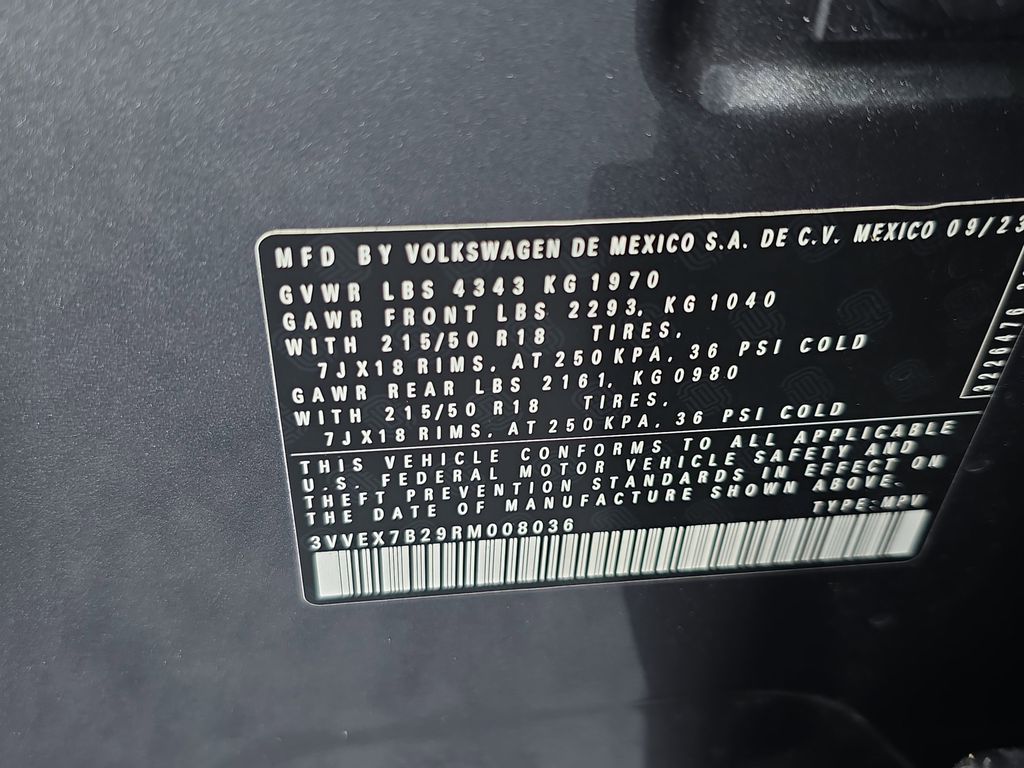 MFD BY VOLKSWAGEN DE MEXICO S.A. DE C.V. MEXICO 09/23
GVWR LBS 4343 KG 1970
GAWR FRONT LBS 2293, KG 1040
WITH 215/50 R18 TIRES,
7JX18 RIMS, AT 250 KPA, 36 PSI COLD
GAWR REAR LBS 2161, KG0980
WITH 215/50 R18 TIRES,
7JX18 RIMS, AT 250 KPA, 36 PSI COLD
THIS VEHICLE CONFORMS TO ALL APPLICABLE
U.S. FEDERAL MOTOR VEHICLE SAFETY AND
THEFT PREVENTION STANDARDS IN EFFECT ON
THE DATE OF MANUFACTURE SHOWN ABOVE.
TYPE: MPV
3VVEX7B29RM008036
3226476